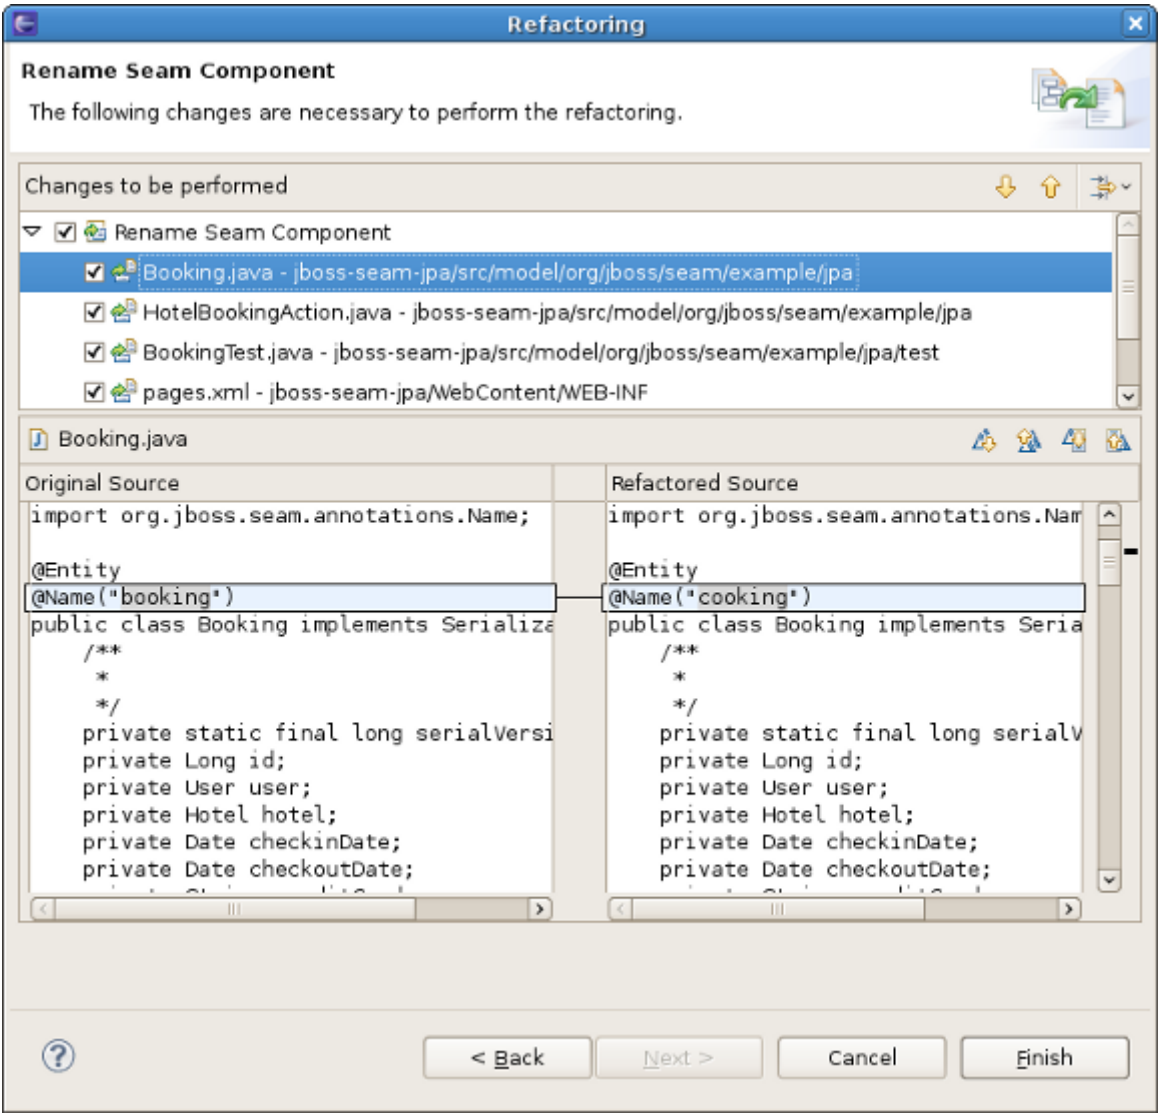 Refactoring
Rename Seam Component
The following changes are necessary to perform the refactoring.
Changes to be performed
Rename Seam Component
Booking.java - jboss-seam-jpa/src/model/org/jboss/seam/example/jpa
HotelBookingAction.java - jboss-seam-jpa/src/model/org/jboss/seam/example/jpa
BookingTest.java - jboss-seam-jpa/src/model/org/jboss/seam/example/jpa/test
pages.xml - jboss-seam-jpa/WebContent/WEB-INF
Booking.java
Original Source
import org.jboss.seam.annotations.Name;
@Entity
@Name("booking")
public class Booking implements Serializa
/**
*
*/
private static final long serialVersi
private Long id;
private User user;
private Hotel hotel;
private Date checkinDate;
private Date checkoutDate;
Refactored Source
import org.jboss.seam.annotations.Nam
@Entity
@Name("cooking")
public class Booking implements Seria
/**
*
*/
private static final long serialV
private Long id;
private User user;
private Hotel hotel;
private Date checkinDate;
private Date checkoutDate;
< Back
Next >
Cancel
Finish